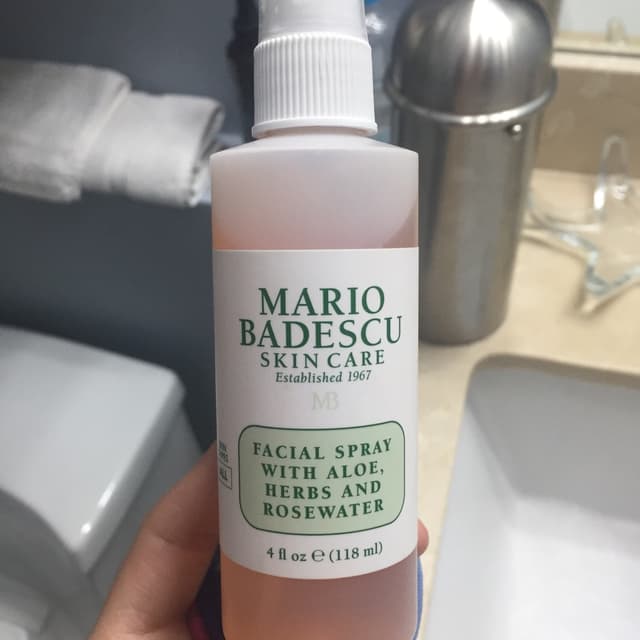 MARIO
BADESCU
SKIN CARE
Established 1967
MB
FACIAL SPRAY
WITH ALOE,
HERBS AND
ROSEWATER
4 fl oz ℮ (118 ml)